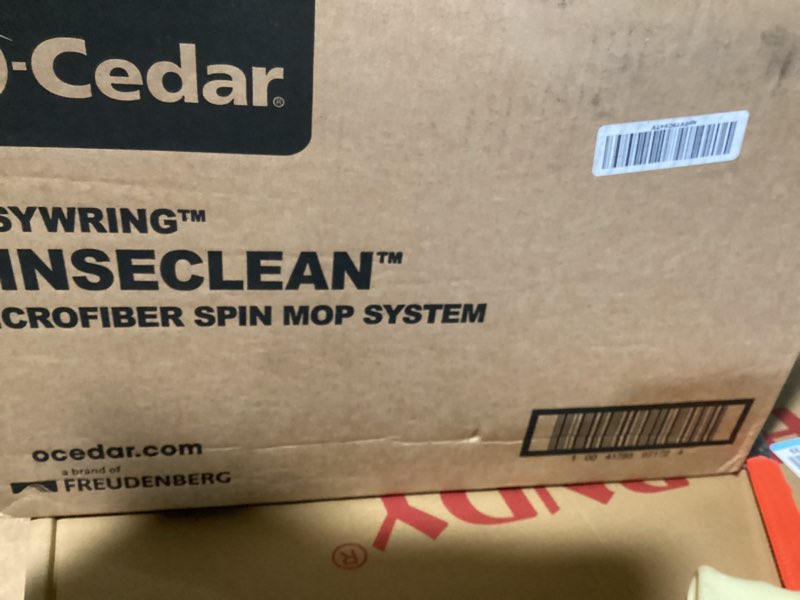 -Cedar®
SYWRING™
INSECLEAN™
CROFIBER SPIN MOP SYSTEM
ocedar.com
a brand of
FREUDENBERG
®